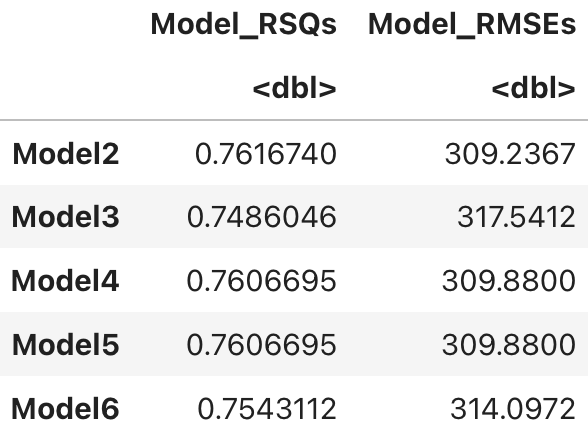 Model_RSQs Model_RMSEs
<dbl> <dbl>
Model2 0.7616740 309.2367
Model3 0.7486046 317.5412
Model4 0.7606695 309.8800
Model5 0.7606695 309.8800
Model6 0.7543112 314.0972